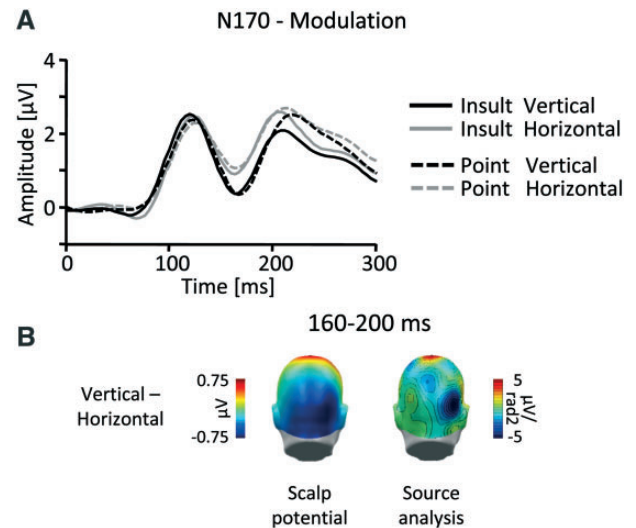 A
N170 - Modulation
Amplitude [µV]
4
2
0
0 100 200 300
Time [ms]
Insult Vertical
Insult Horizontal
Point Vertical
Point Horizontal
B
160-200 ms
Vertical –
Horizontal
0.75
µV
-0.75
5
µV/
rad2
-5
Scalp
potential
Source
analysis